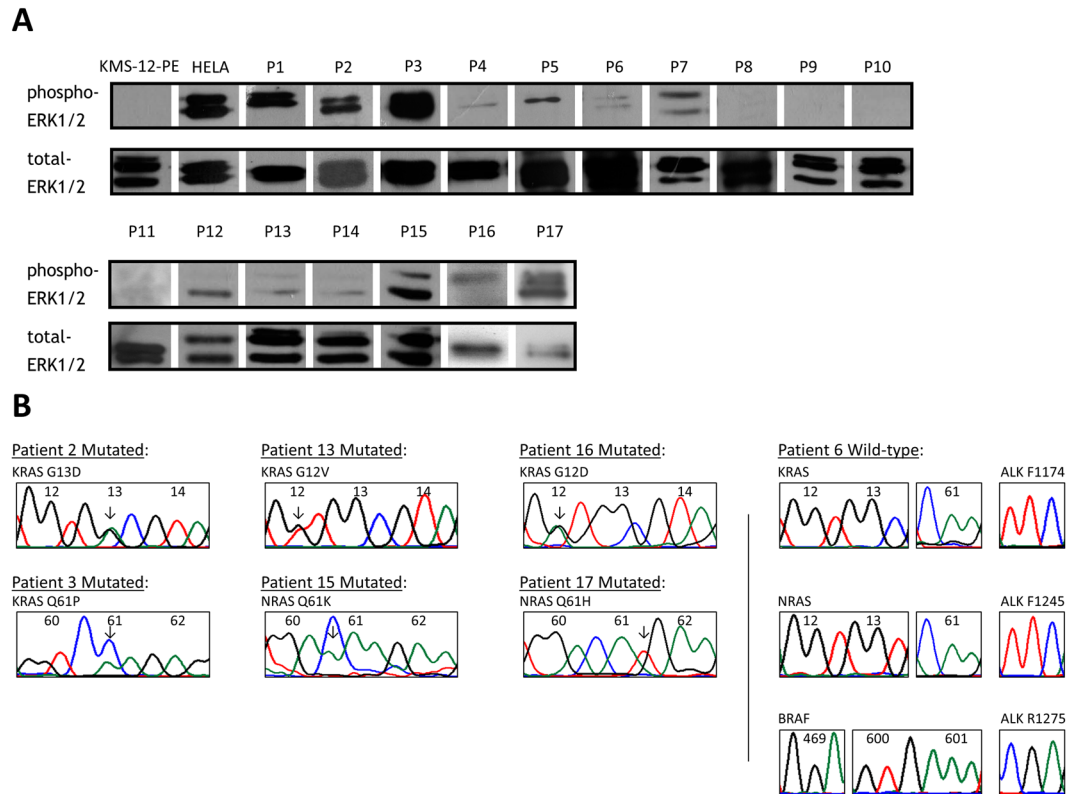 A
KMS-12-PE HELA P1 P2 P3 P4 P5 P6 P7 P8 P9 P10
phospho-
ERK1/2
total-
ERK1/2
P11 P12 P13 P14 P15 P16 P17
phospho-
ERK1/2
total-
ERK1/2
B
Patient 2 Mutated:
KRAS G13D
12 13 14
Patient 3 Mutated:
KRAS Q61P
60 61 62
Patient 13 Mutated:
KRAS G12V
12 13 14
Patient 15 Mutated:
NRAS Q61K
60 61 62
Patient 16 Mutated:
KRAS G12D
12 13 14
Patient 17 Mutated:
NRAS Q61H
60 61 62
Patient 6 Wild-type:
KRAS
12 13 61
ALK F1174
NRAS
12 13 61
ALK F1245
BRAF
469 600 601
ALK R1275